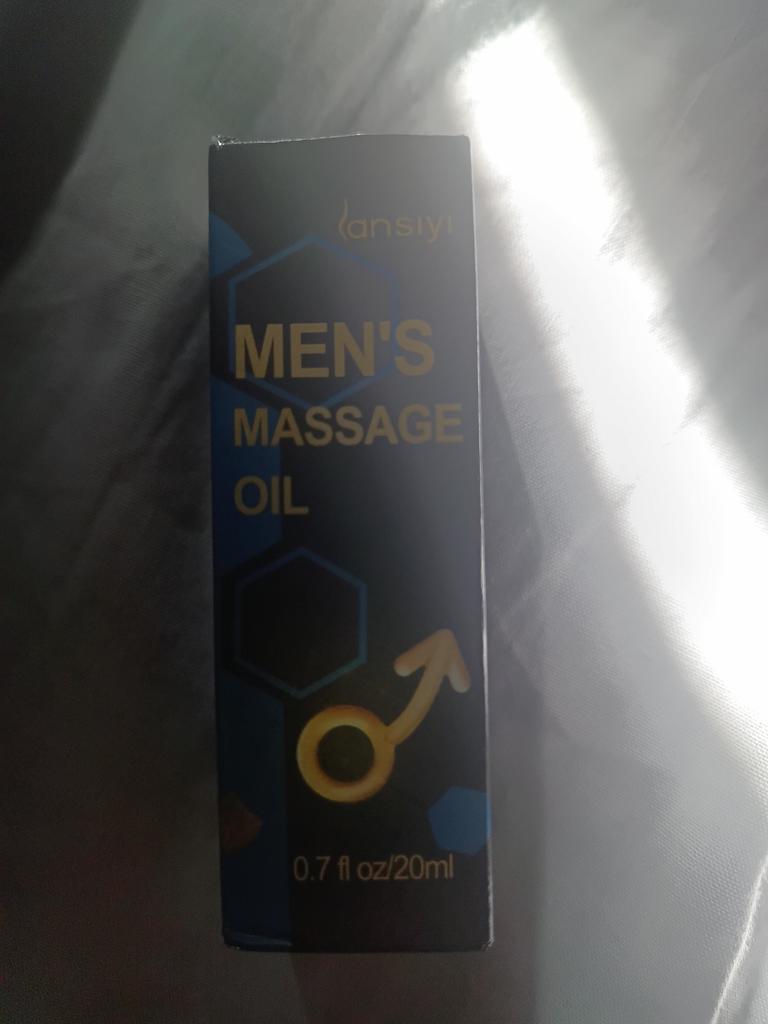 lansiyi
MEN'S
MASSAGE
OIL
0.7 fl oz/20ml